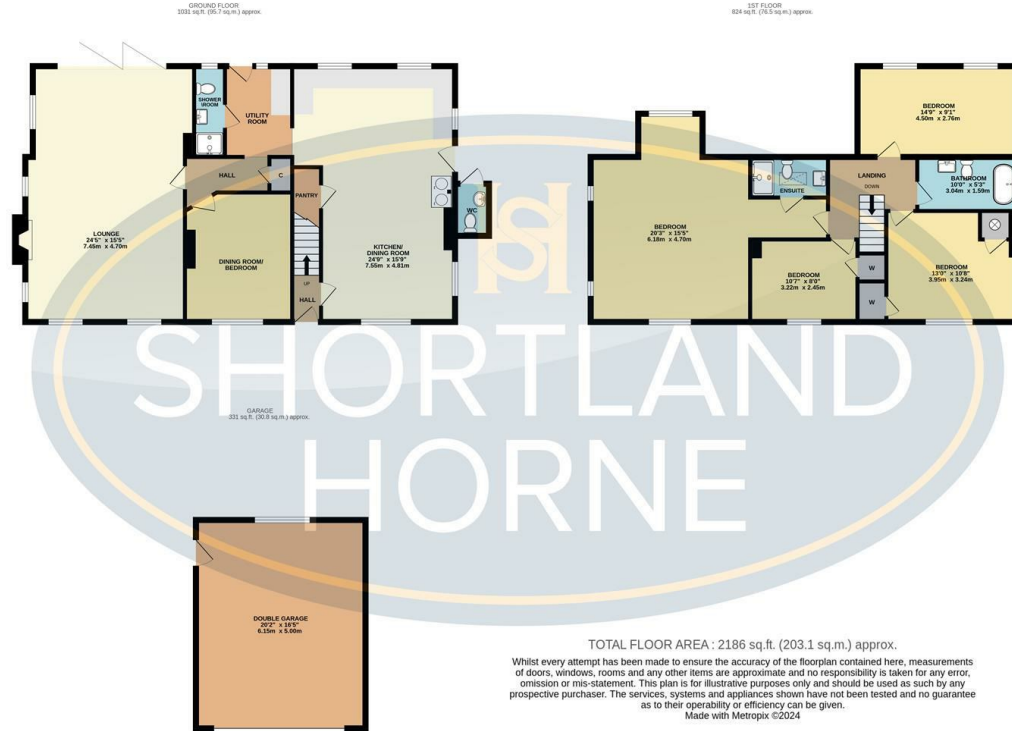 GROUND FLOOR
1031 sq.ft. (95.7 sq.m.) approx.
1ST FLOOR
824 sq.ft. (76.5 sq.m.) approx.
SHOWER
ROOM
UTILITY
ROOM
HALL
C
PANTRY
WC
LOUNGE
24'5" x 15'5"
7.45m x 4.70m
DINING ROOM/
BEDROOM
KITCHEN/
DINING ROOM
24'9" x 15'9"
7.55m x 4.81m
UP
HALL
BEDROOM
14'9" x 9'1"
4.50m x 2.76m
LANDING
DOWN
BATHROOM
10'0" x 5'3"
3.04m x 1.59m
ENSUITE
BEDROOM
20'3" x 15'5"
6.18m x 4.70m
BEDROOM
10'7" x 8'0"
3.22m x 2.45m
W
W
BEDROOM
13'0" x 10'8"
3.95m x 3.24m
SH
SHORTLAND
HORNE
GARAGE
331 sq.ft. (30.8 sq.m.) approx.
DOUBLE GARAGE
20'2" x 16'5"
6.15m x 5.00m
TOTAL FLOOR AREA : 2186 sq.ft. (203.1 sq.m.) approx.
Whilst every attempt has been made to ensure the accuracy of the floorplan contained here, measurements
of doors, windows, rooms and any other items are approximate and no responsibility is taken for any error,
omission or mis-statement. This plan is for illustrative purposes only and should be used as such by any
prospective purchaser. The services, systems and appliances shown have not been tested and no guarantee
as to their operability or efficiency can be given.
Made with Metropix ©2024